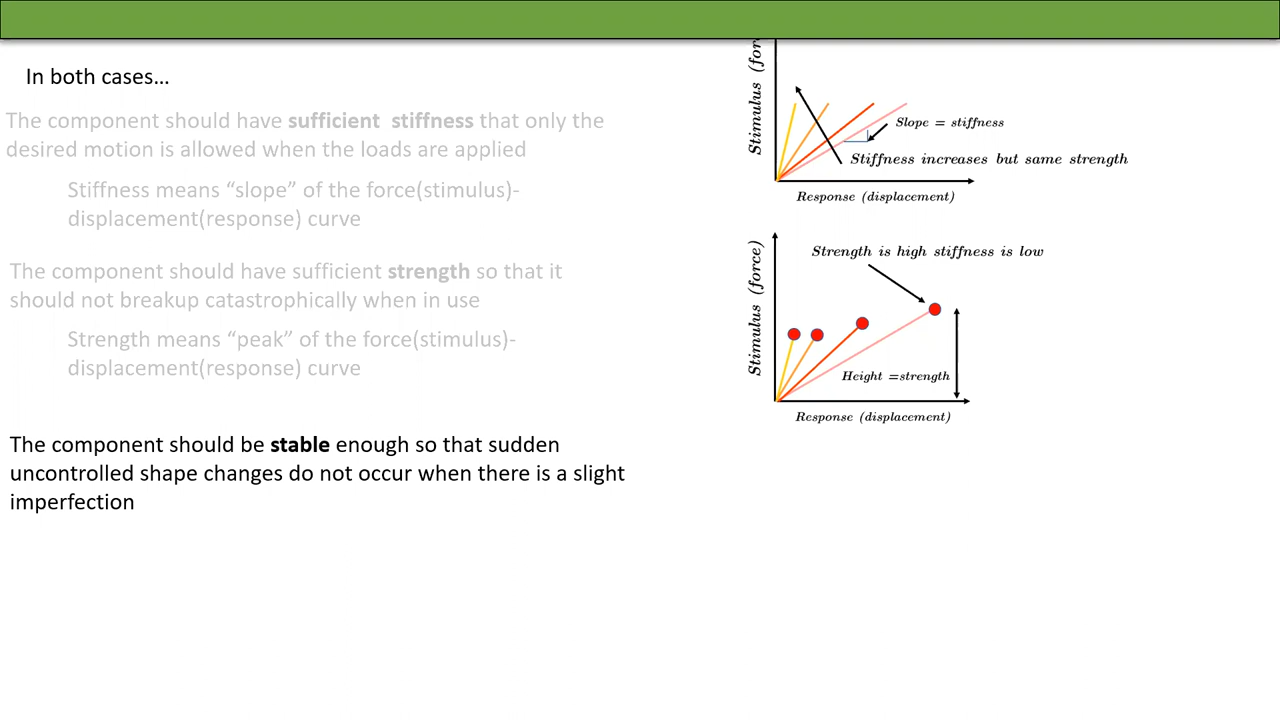 In both cases…
The component should have sufficient stiffness that only the
desired motion is allowed when the loads are applied
Stiffness means “slope” of the force(stimulus)-
displacement(response) curve
The component should have sufficient strength so that it
should not breakup catastrophically when in use
Strength means “peak” of the force(stimulus)-
displacement(response) curve
The component should be stable enough so that sudden
uncontrolled shape changes do not occur when there is a slight
imperfection
Stimulus (for
Slope = stiffness
Stiffness increases but same strength
Response (displacement)
Stimulus (force)
Strength is high stiffness is low
Height =strength
Response (displacement)